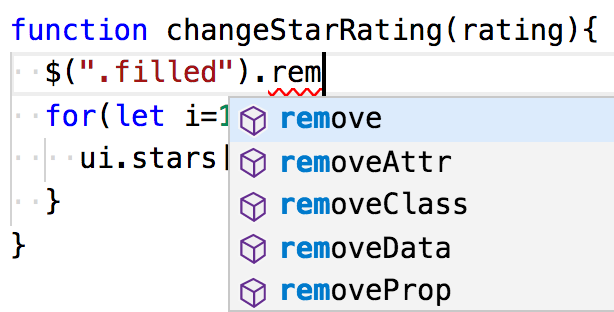 function changeStarRating(rating){
$(".filled").rem
for(let i=1
ui.stars[
}
}
remove
removeAttr
removeClass
removeData
removeProp